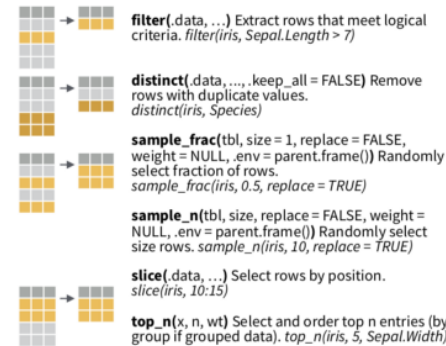 filter(.data, …) Extract rows that meet logical
criteria. filter(iris, Sepal.Length > 7)
distinct(.data, ..., .keep_all = FALSE) Remove
rows with duplicate values.
distinct(iris, Species)
sample_frac(tbl, size = 1, replace = FALSE,
weight = NULL, .env = parent.frame()) Randomly
select fraction of rows.
sample_frac(iris, 0.5, replace = TRUE)
sample_n(tbl, size, replace = FALSE, weight =
NULL, .env = parent.frame()) Randomly select
size rows. sample_n(iris, 10, replace = TRUE)
slice(.data, …) Select rows by position.
slice(iris, 10:15)
top_n(x, n, wt) Select and order top n entries (by
group if grouped data). top_n(iris, 5, Sepal.Width)